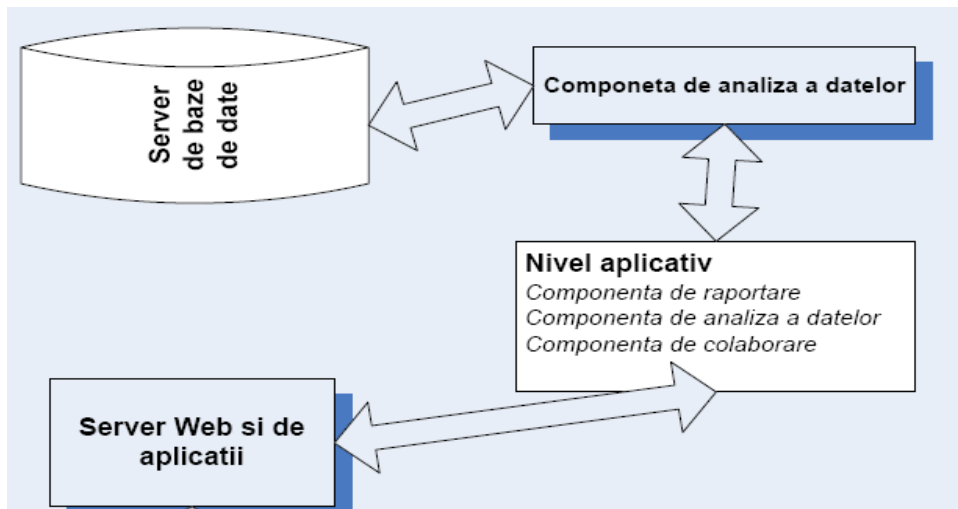 Server
de baze
de date
Componeta de analiza a datelor
Nivel aplicativ
Componenta de raportare
Componenta de analiza a datelor
Componenta de colaborare
Server Web si de
aplicatii